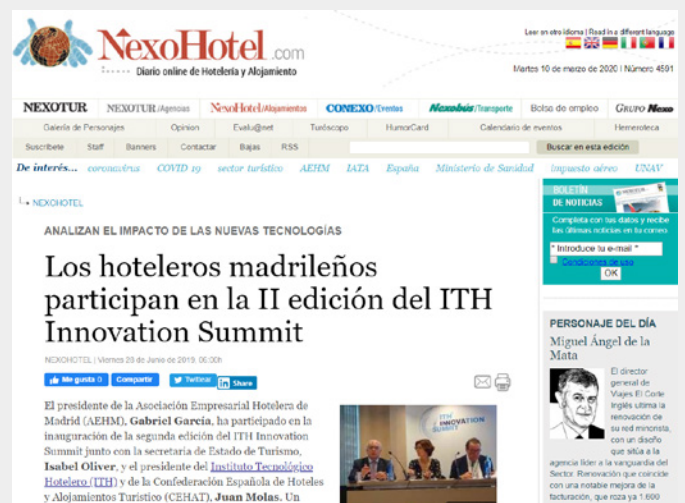 NexoHotel.com
Diario online de Hotelería y Alojamiento
Leer en otro idioma | Read in a different language
Martes 10 de marzo de 2020 | Número 4591
NEXOTUR NEXOTUR/Agencias NexoHotel/Alojamientos CONEXO/Eventos Nexobús/Transporte Bolsa de empleo GRUPO Nexo
Galería de Personajes Opinion Evalu@net Turóscopo HumorCard Calendario de eventos Hemeroteca
Suscríbete Staff Banners Contactar Bajas RSS Buscar en esta edición
De interés... coronavirus COVID 19 sector turístico AEHM IATA España Ministerio de Sanidad impuesto aéreo UNAV
NEXOHOTEL
ANALIZAN EL IMPACTO DE LAS NUEVAS TECNOLOGÍAS
Los hoteleros madrileños
participan en la II edición del ITH
Innovation Summit
NEXOHOTEL | Viernes 28 de Junio de 2019, 06:00h
Me gusta 0 Compartir Twittear in Share
El presidente de la Asociación Empresarial Hotelera de
Madrid (AEHM), Gabriel García, ha participado en la
inauguración de la segunda edición del ITH Innovation
Summit junto con la secretaria de Estado de Turismo,
Isabel Oliver, y el presidente del Instituto Tecnológico
Hotelero (ITH) y de la Confederación Española de Hoteles
y Alojamientos Turístico (CEHAT), Juan Molas. Un
ITH
INNOVATION
SUMMIT
BOLETÍN
DE NOTICIAS
Completa con tus datos y recibe
las últimas noticias en tu correo.
* Introduce tu e-mail *
Condiciones de uso
OK
PERSONAJE DEL DÍA
Miguel Ángel de la
Mata
El director
general de
Viajes El Corte
Inglés ultima la
renovación de
su red minorista,
con un diseño
que sitúa a la
agencia líder a la vanguardia del
Sector. Renovación que coincide
con una notable mejora de la
facturación, que roza ya 1.600